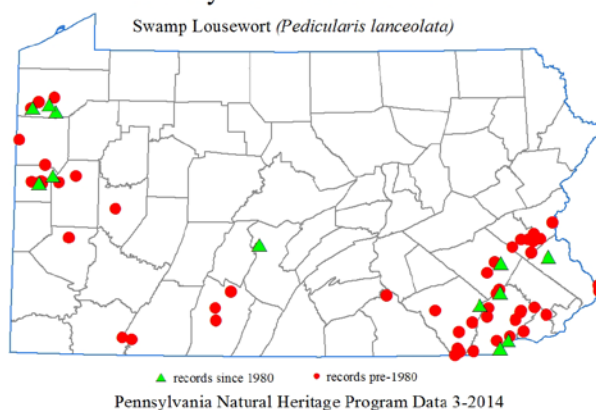 Swamp Lousewort (Pedicularis lanceolata)
records since 1980 records pre-1980
Pennsylvania Natural Heritage Program Data 3-2014